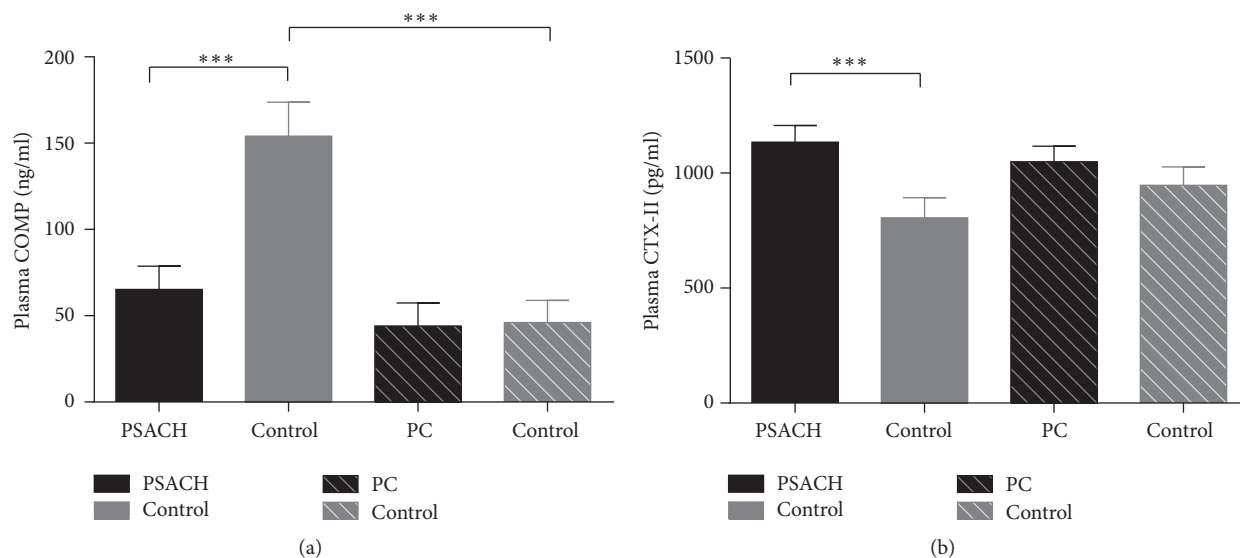 ***
***
200
150
100
50
0
Plasma COMP (ng/ml)
PSACH Control PC Control
PSACH PC
Control Control
(a)
***
1500
1000
500
0
Plasma CTX-II (pg/ml)
PSACH Control PC Control
PSACH PC
Control Control
(b)